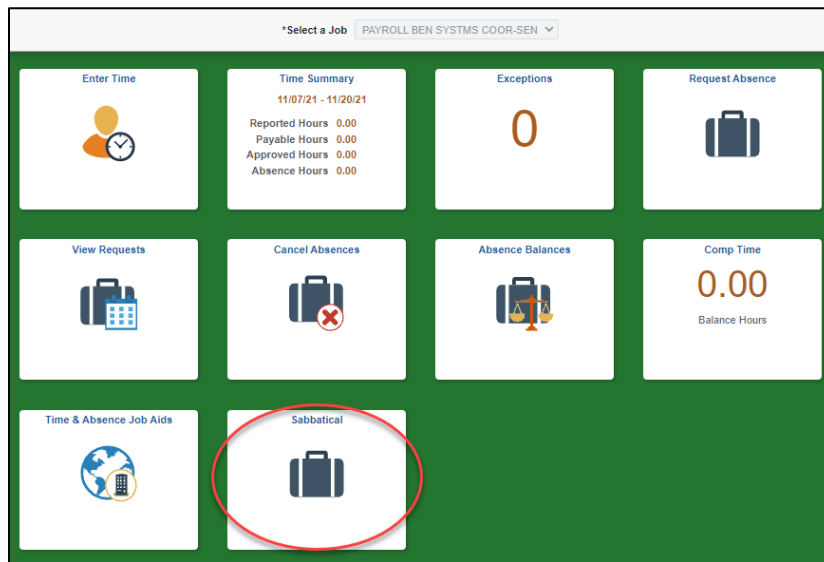 *Select a Job PAYROLL BEN SYSTMS COOR-SEN
Enter Time
Time Summary
11/07/21 - 11/20/21
Reported Hours 0.00
Payable Hours 0.00
Approved Hours 0.00
Absence Hours 0.00
Exceptions
0
Request Absence
View Requests
Cancel Absences
Absence Balances
Comp Time
0.00
Balance Hours
Time & Absence Job Aids
Sabbatical